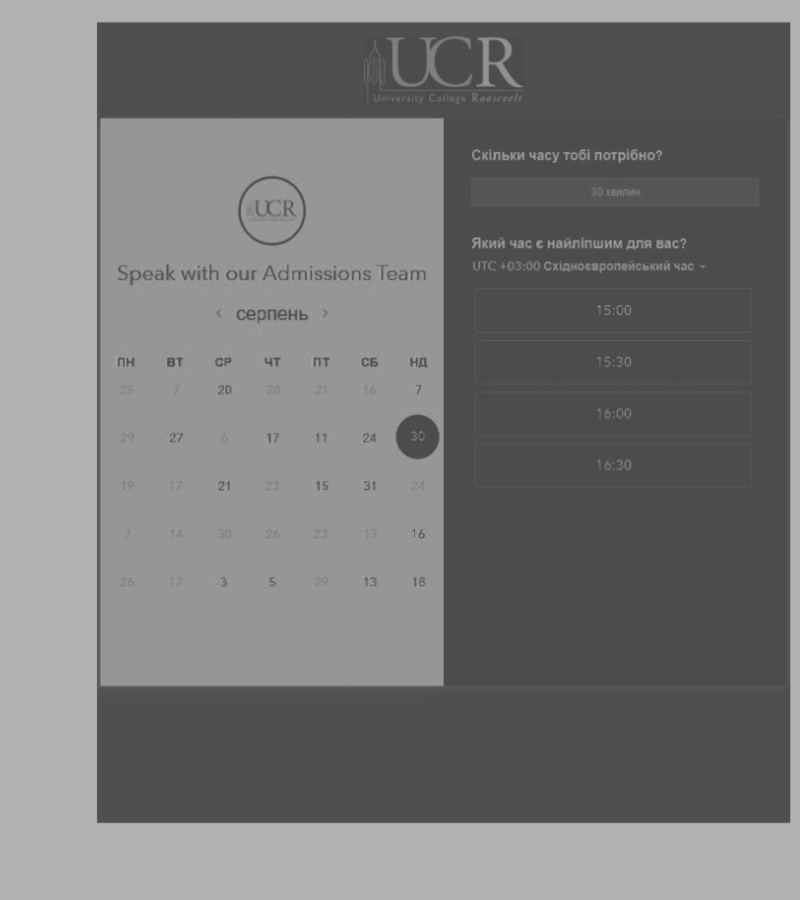 UCR
University College Roosevelt
UCR
Speak with our Admissions Team
серпень
ПН ВТ СР ЧТ ПТ СБ НД
25 7 20 28 21 16 7
29 27 6 17 11 24 30
19 17 21 23 15 31 24
7 14 30 26 23 13 16
26 17 3 5 29 13 18
Скільки часу тобі потрібно?
30 хвилин
Який час є найліпшим для вас?
UTC +03:00 Східноєвропейський час
15:00
15:30
16:00
16:30